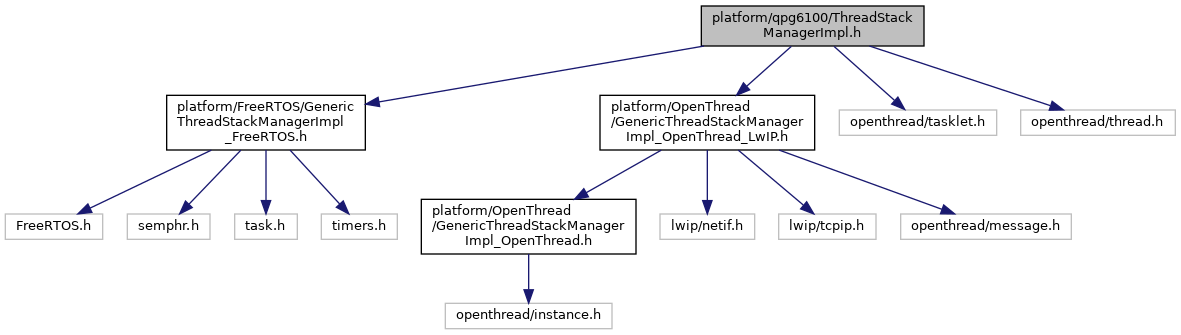 platform/qpg6100/ThreadStack
ManagerImpl.h
platform/FreeRTOS/Generic
ThreadStackManagerImpl
_FreeRTOS.h
platform/OpenThread
/GenericThreadStackManager
Impl_OpenThread_LwIP.h
openthread/tasklet.h
openthread/thread.h
FreeRTOS.h
semphr.h
task.h
timers.h
platform/OpenThread
/GenericThreadStackManager
Impl_OpenThread.h
lwip/netif.h
lwip/tcpip.h
openthread/message.h
openthread/instance.h